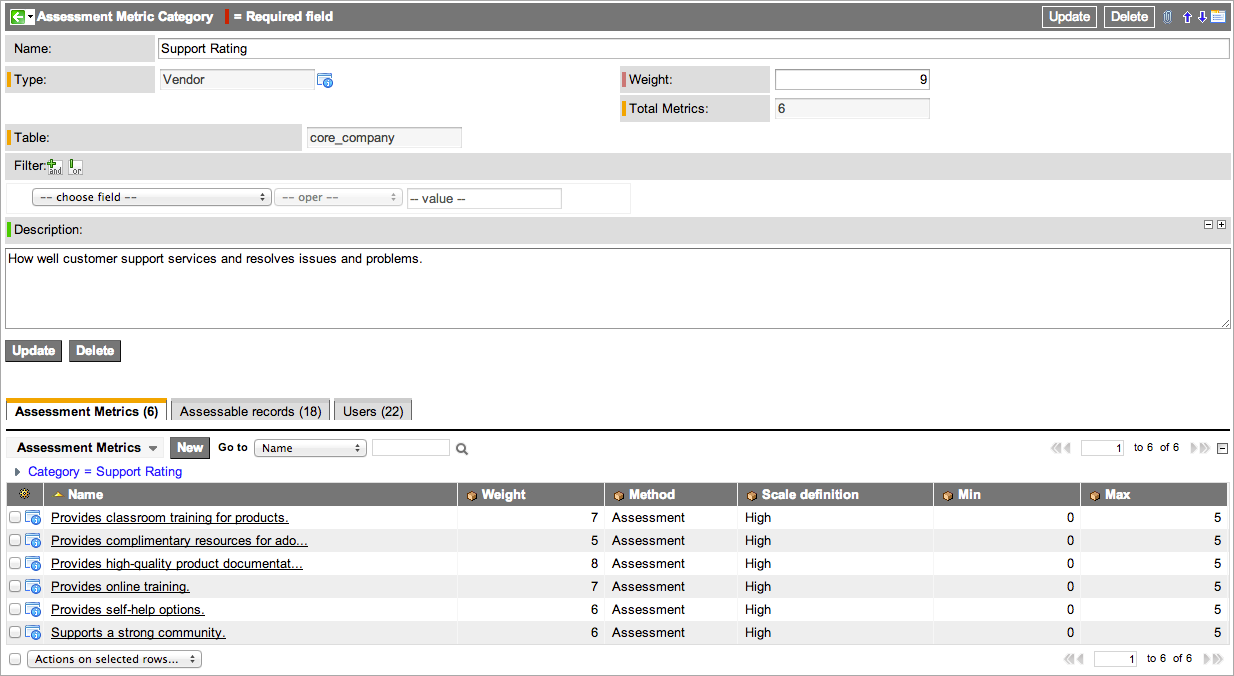 Assessment Metric Category = Required field Update Delete
Name: Support Rating
Type: Vendor Weight: 9
Total Metrics: 6
Table: core_company
Filter: and or
-- choose field -- -- oper -- -- value --
Description:
How well customer support services and resolves issues and problems.
Update Delete
Assessment Metrics (6) Assessable records (18) Users (22)
Assessment Metrics New Go to Name 1 to 6 of 6
Category = Support Rating
Name Weight Method Scale definition Min Max
Provides classroom training for products. 7 Assessment High 0 5
Provides complimentary resources for ado... 5 Assessment High 0 5
Provides high-quality product documentat... 8 Assessment High 0 5
Provides online training. 7 Assessment High 0 5
Provides self-help options. 6 Assessment High 0 5
Supports a strong community. 6 Assessment High 0 5
Actions on selected rows... 1 to 6 of 6